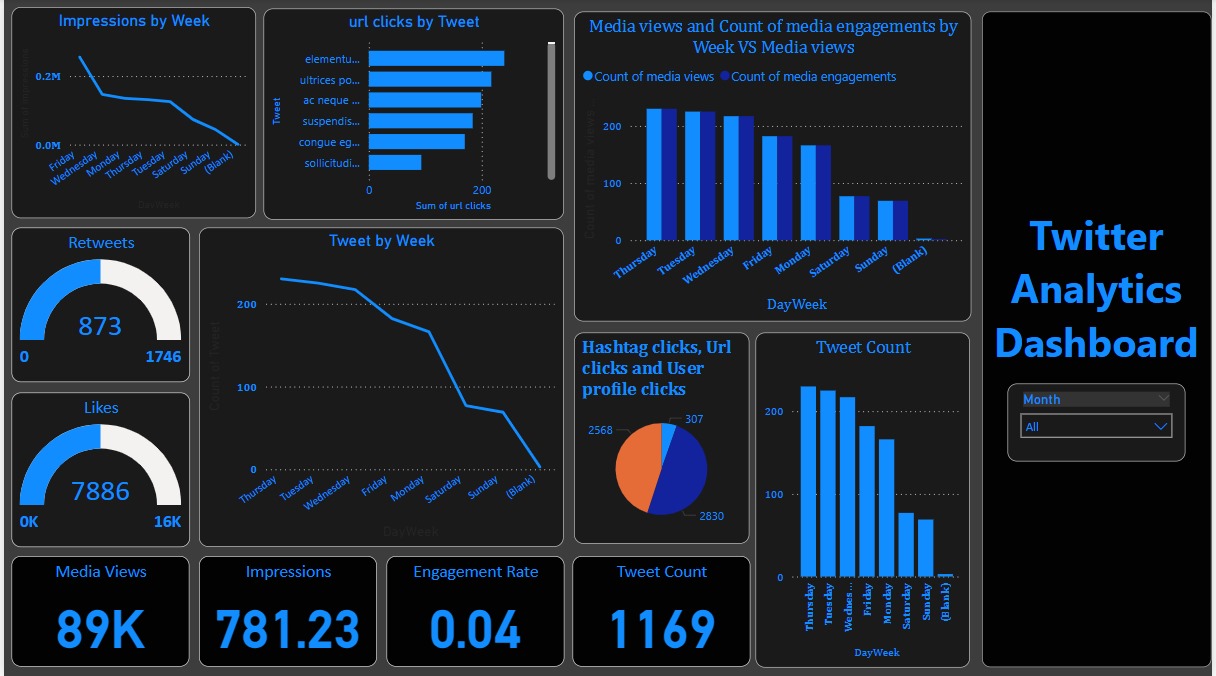 Impressions by Week
0.2M
0.0M
Friday
Wednesday
Monday
Thursday
Tuesday
Saturday
Sunday
(Blank)
DayWeek
url clicks by Tweet
Tweet
elementu...
ultrices po...
ac neque ...
suspendis...
congue eg...
sollicitudi...
0
200
Sum of url clicks
Media views and Count of media engagements by
Week VS Media views
Count of media views
Count of media engagements
Count of media views ...
200
100
0
Thursday
Tuesday
Wednesday
Friday
Monday
Saturday
Sunday
(Blank)
DayWeek
Twitter
Analytics
Dashboard
Month
All
Retweets
873
0
1746
Likes
7886
0K
16K
Tweet by Week
Count of Tweet
200
100
0
Thursday
Tuesday
Wednesday
Friday
Monday
Saturday
Sunday
(Blank)
DayWeek
Hashtag clicks, Url
clicks and User
profile clicks
307
2568
2830
Tweet Count
200
100
0
Thursday
Tuesday
Wednes...
Friday
Monday
Saturday
Sunday
(Blank)
DayWeek
Media Views
89K
Impressions
781.23
Engagement Rate
0.04
Tweet Count
1169